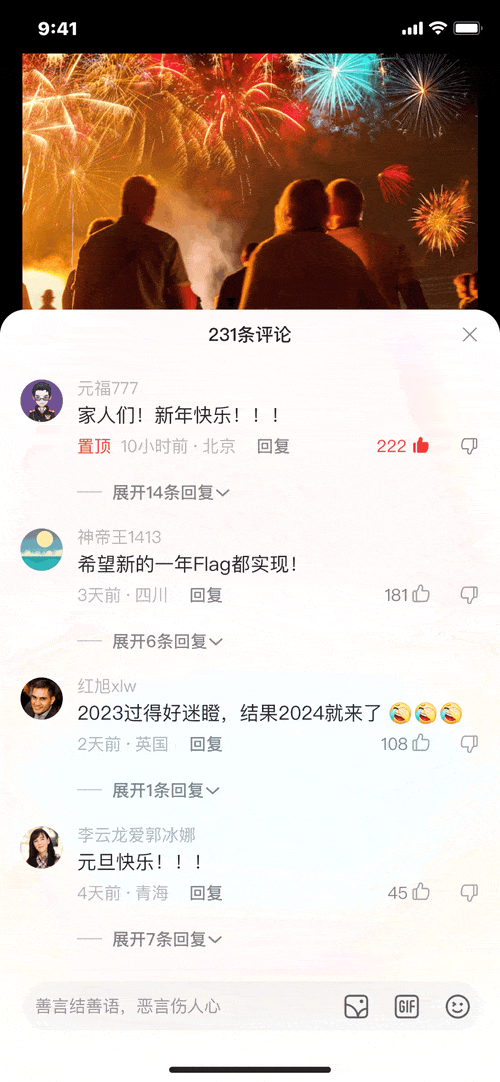 9:41
231条评论
元福777
家人们！新年快乐！！！
置顶 10小时前 · 北京 回复 222
展开14条回复
神帝王1413
希望新的一年Flag都实现！
3天前 · 四川 回复 181
展开6条回复
红旭xlw
2023过得好迷瞪，结果2024就来了
2天前 · 英国 回复 108
展开1条回复
李云龙爱郭冰娜
元旦快乐！！！
4天前 · 青海 回复 45
展开7条回复
善言结善语，恶言伤人心 GIF